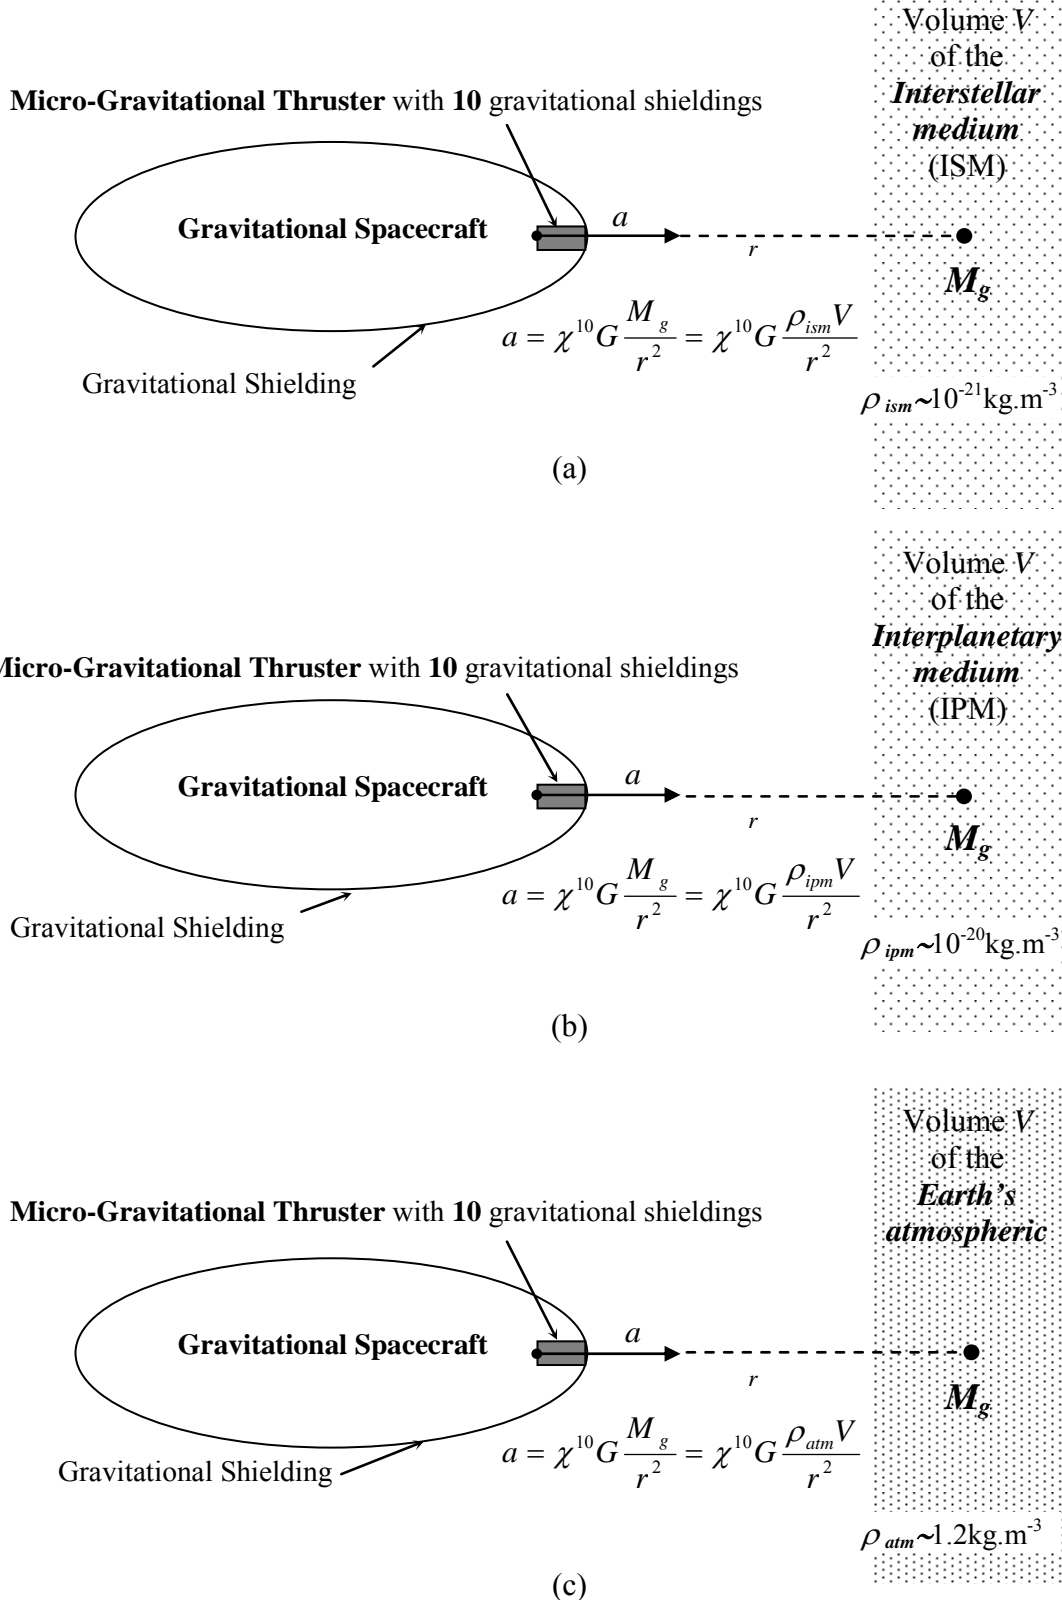 Volume V
of the
Interstellar
medium
(ISM)
Micro-Gravitational Thruster with 10 gravitational shieldings
Gravitational Spacecraft
a
r
M_g
a = χ^10 G M_g / r^2 = χ^10 G ρ_ism V / r^2
Gravitational Shielding
ρ_ism ~10^-21 kg.m^-3
(a)
Volume V
of the
Interplanetary
medium
(IPM)
Micro-Gravitational Thruster with 10 gravitational shieldings
Gravitational Spacecraft
a
r
M_g
a = χ^10 G M_g / r^2 = χ^10 G ρ_ipm V / r^2
Gravitational Shielding
ρ_ipm ~10^-20 kg.m^-3
(b)
Volume V
of the
Earth's
atmospheric
Micro-Gravitational Thruster with 10 gravitational shieldings
Gravitational Spacecraft
a
r
M_g
a = χ^10 G M_g / r^2 = χ^10 G ρ_atm V / r^2
Gravitational Shielding
ρ_atm ~1.2kg.m^-3
(c)